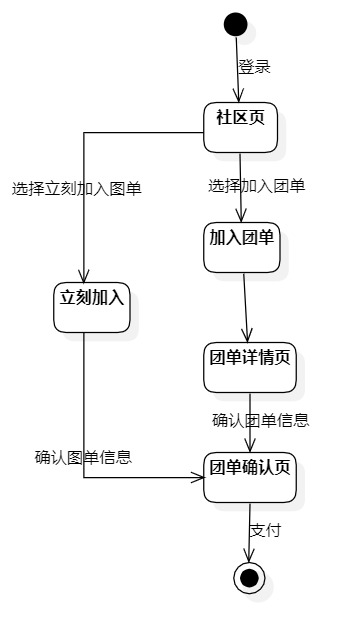 登录
社区页
选择立刻加入图单
选择加入团单
加入团单
立刻加入
团单详情页
确认团单信息
确认图单信息
团单确认页
支付